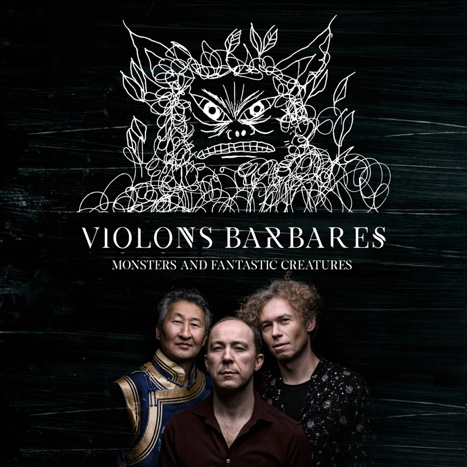 VIOLONS BARBARES
MONSTERS AND FANTASTIC CREATURES